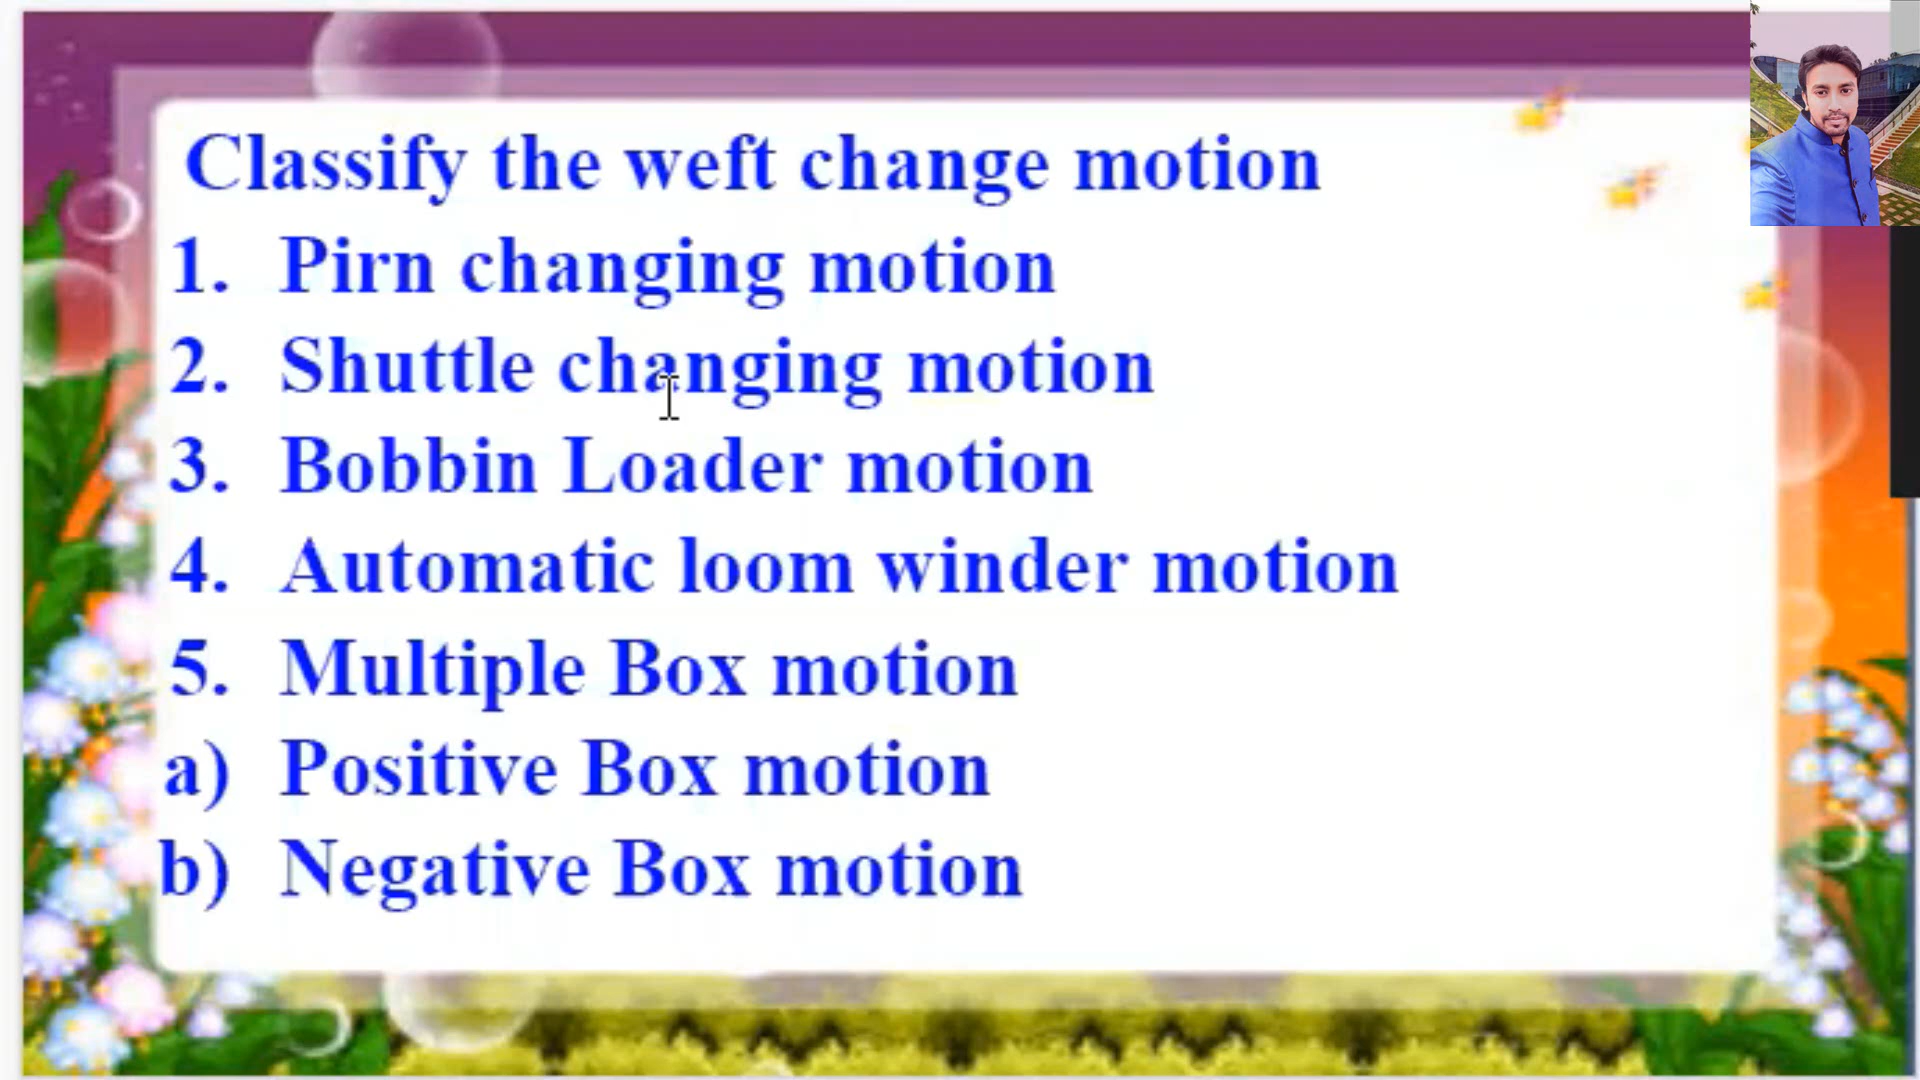 Classify the weft change motion
1. Pirn changing motion
2. Shuttle changing motion
3. Bobbin Loader motion
4. Automatic loom winder motion
5. Multiple Box motion
a) Positive Box motion
b) Negative Box motion